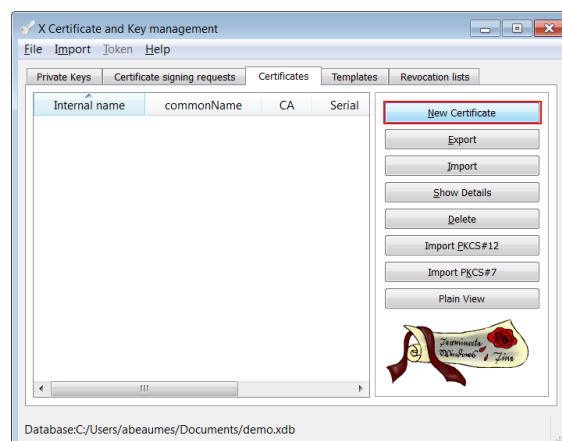 X Certificate and Key management
File Import Token Help
Private Keys Certificate signing requests Certificates Templates Revocation lists
Internal name commonName CA Serial
New Certificate
Export
Import
Show Details
Delete
Import PKCS#12
Import PKCS#7
Plain View
Database:C:/Users/abeaumes/Documents/demo.xdb